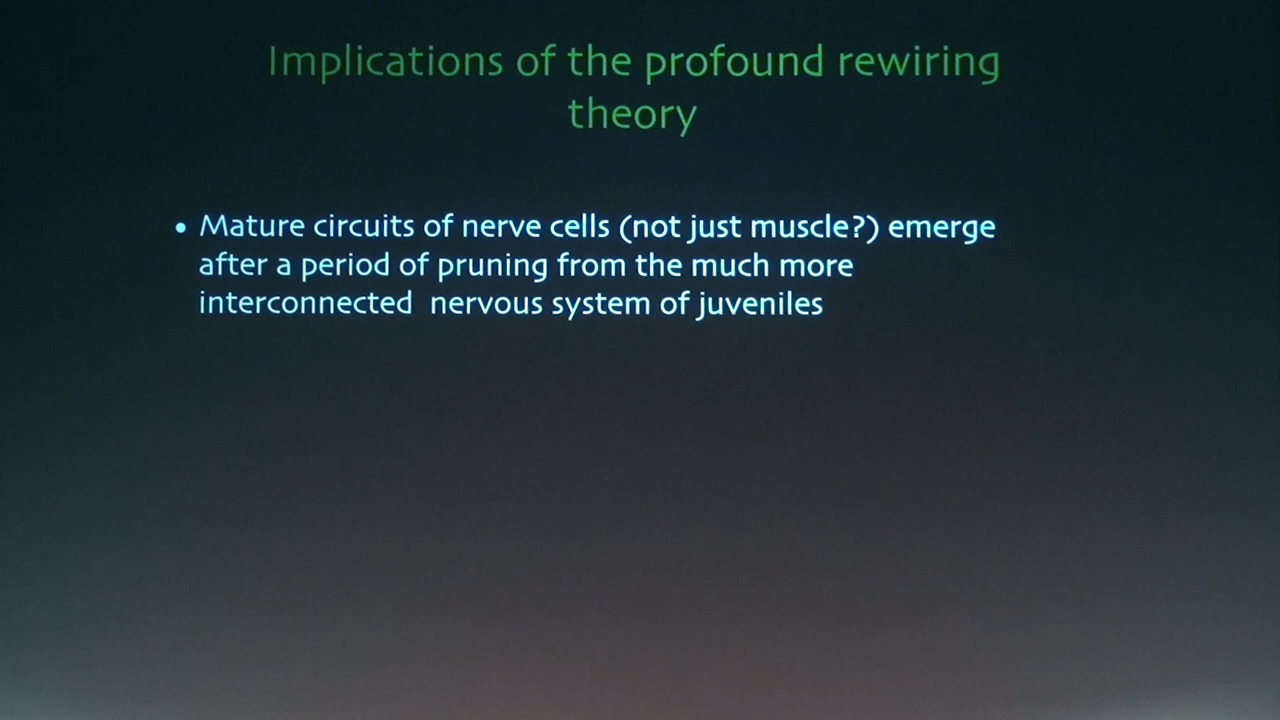 Implications of the profound rewiring
theory
• Mature circuits of nerve cells (not just muscle?) emerge
after a period of pruning from the much more
interconnected nervous system of juveniles